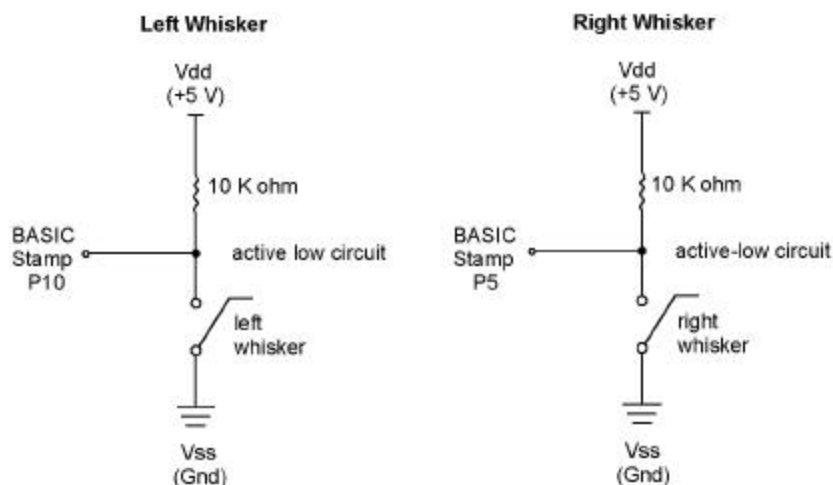 Left Whisker
Vdd
(+5 V)
10 K ohm
BASIC
Stamp
P10
active low circuit
left
whisker
Vss
(Gnd)
Right Whisker
Vdd
(+5 V)
10 K ohm
BASIC
Stamp
P5
active-low circuit
right
whisker
Vss
(Gnd)